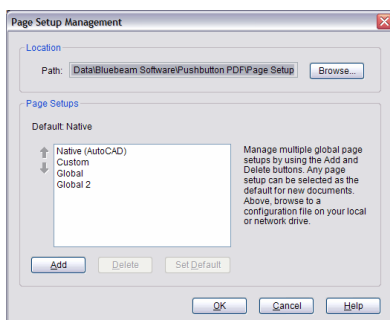 Page Setup Management
Location
Path: Data\Bluebeam Software\Pushbutton PDF\Page Setup
Browse...
Page Setups
Default: Native
Native (AutoCAD)
Custom
Global
Global 2
Manage multiple global page
setups by using the Add and
Delete buttons. Any page
setup can be selected as the
default for new documents.
Above, browse to a
configuration file on your local
or network drive.
Add Delete Set Default
OK Cancel Help